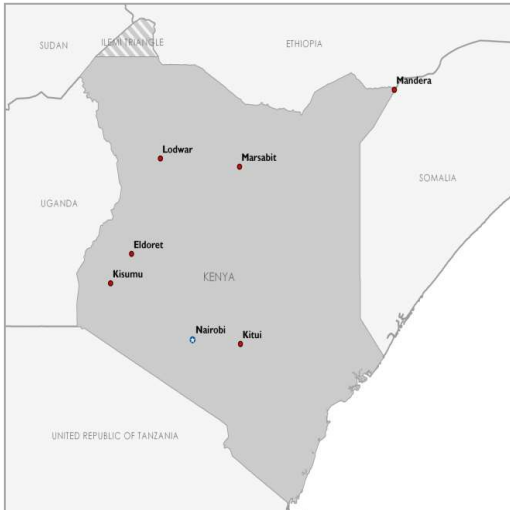 SUDAN
ILEMI TRIANGLE
ETHIOPIA
Mandera
Lodwar
Marsabit
SOMALIA
UGANDA
Eldoret
Kisumu
KENYA
Nairobi
Kitui
UNITED REPUBLIC OF TANZANIA